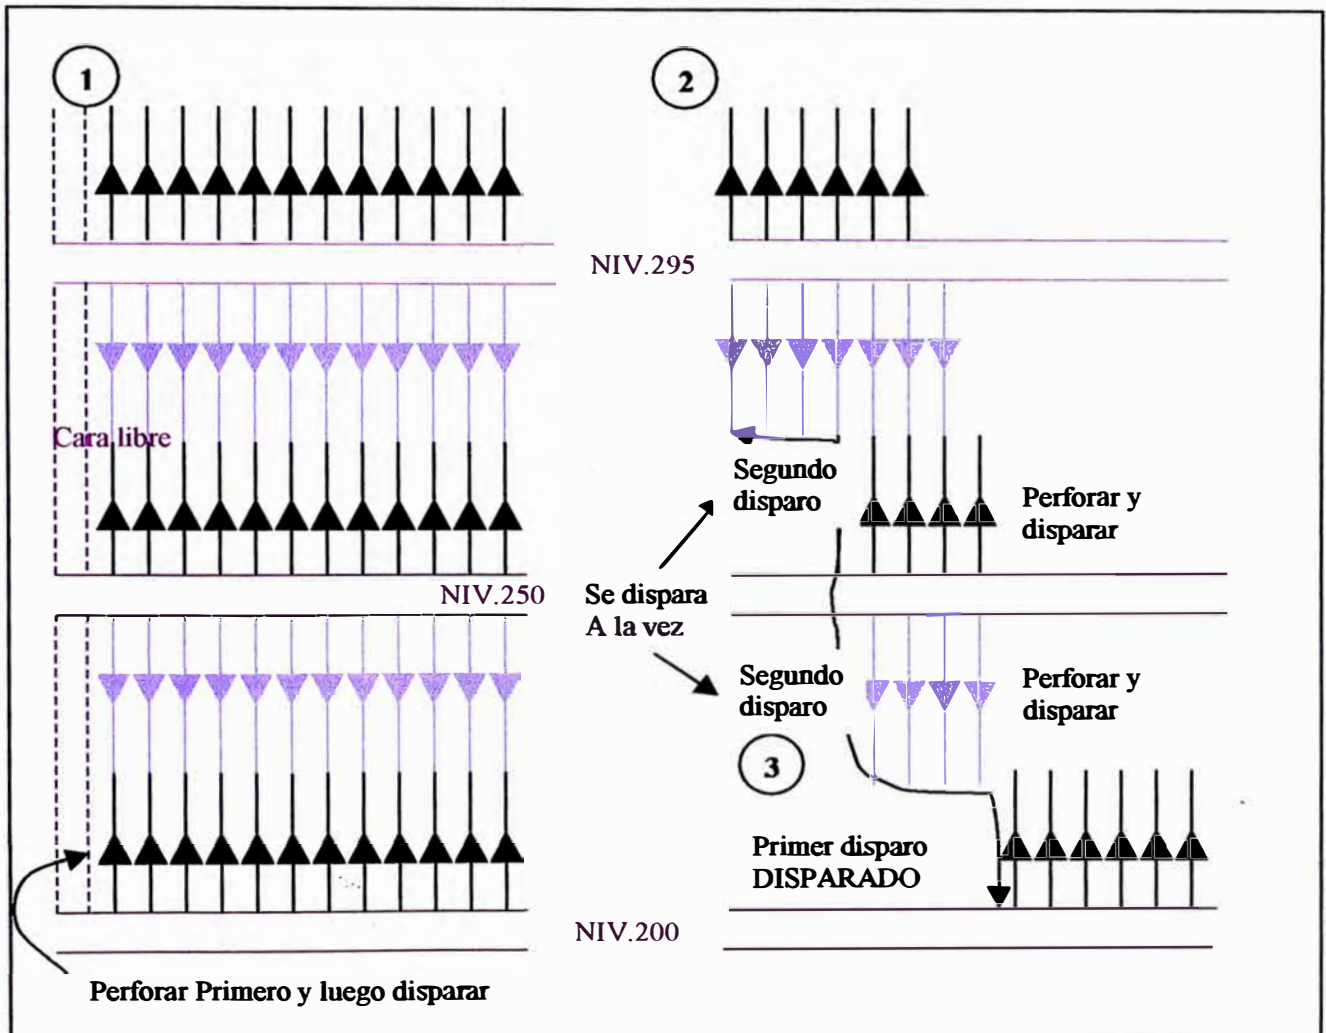 1
2
NIV.295
Cara libre
Segundo
disparo
Perforar y
disparar
NIV.250
Se dispara
A la vez
Segundo
disparo
Perforar y
disparar
3
Primer disparo
DISPARADO
NIV.200
Perforar Primero y luego disparar